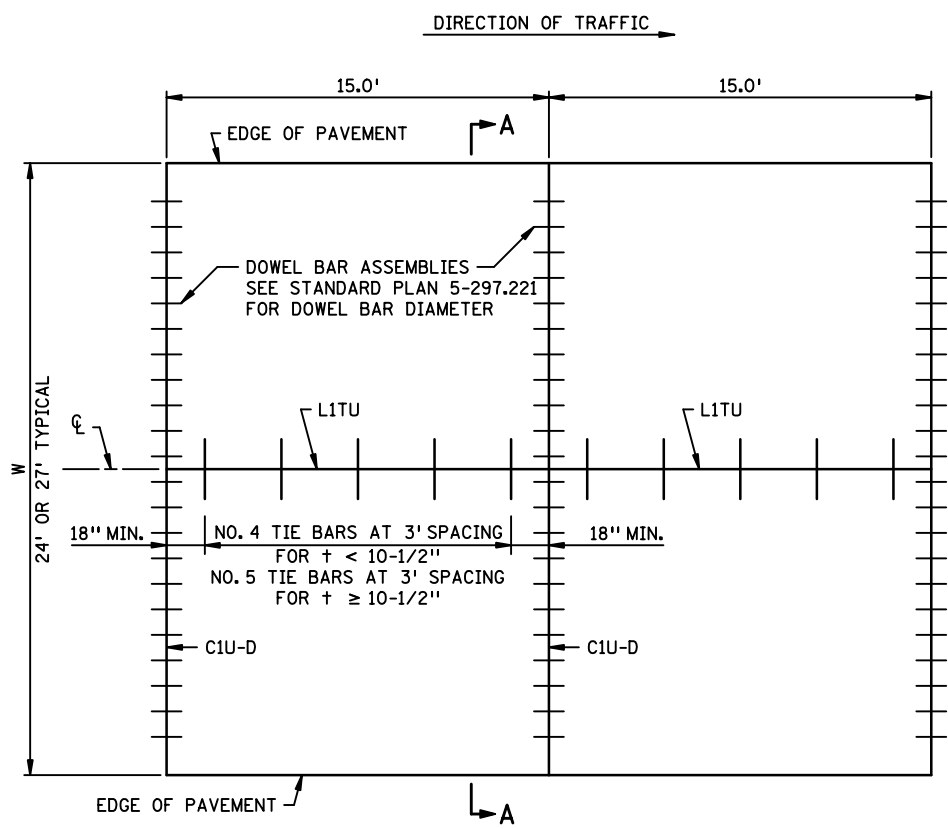 DIRECTION OF TRAFFIC
15.0'
15.0'
A
EDGE OF PAVEMENT
DOWEL BAR ASSEMBLIES
SEE STANDARD PLAN 5-297.221
FOR DOWEL BAR DIAMETER
W
24' OR 27' TYPICAL
℄
L1TU
L1TU
18" MIN.
NO. 4 TIE BARS AT 3' SPACING
FOR t < 10-1/2"
NO. 5 TIE BARS AT 3' SPACING
FOR t ≥ 10-1/2"
18" MIN.
C1U-D
C1U-D
EDGE OF PAVEMENT
A